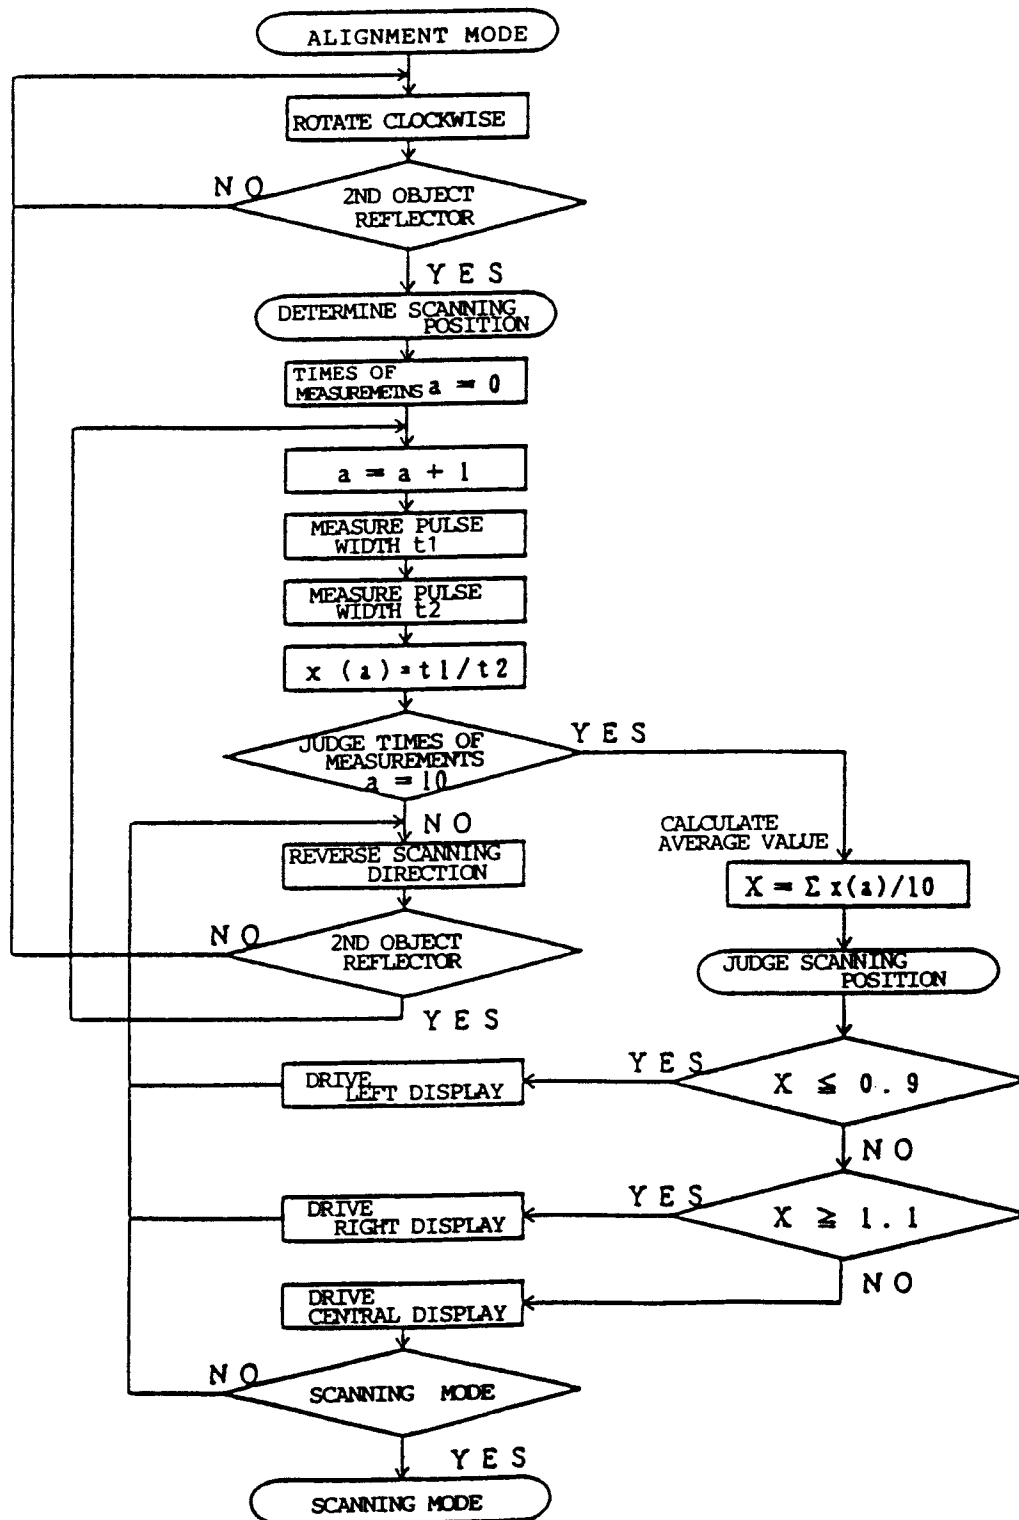 ALIGNMENT MODE
ROTATE CLOCKWISE
NO
2ND OBJECT
REFLECTOR
YES
DETERMINE SCANNING
POSITION
TIMES OF
MEASUREMEINS a = 0
a = a + 1
MEASURE PULSE
WIDTH t1
MEASURE PULSE
WIDTH t2
x (a)=t1/t2
YES
JUDGE TIMES OF
MEASUREMENTS
a = 10
NO
CALCULATE
AVERAGE VALUE
REVERSE SCANNING
DIRECTION
X = Σx(a)/10
NO
2ND OBJECT
REFLECTOR
YES
JUDGE SCANNING
POSITION
YES
X ≦ 0.9
DRIVE
LEFT DISPLAY
NO
YES
X ≧ 1.1
DRIVE
RIGHT DISPLAY
NO
DRIVE
CENTRAL DISPLAY
NO
SCANNING MODE
YES
SCANNING MODE